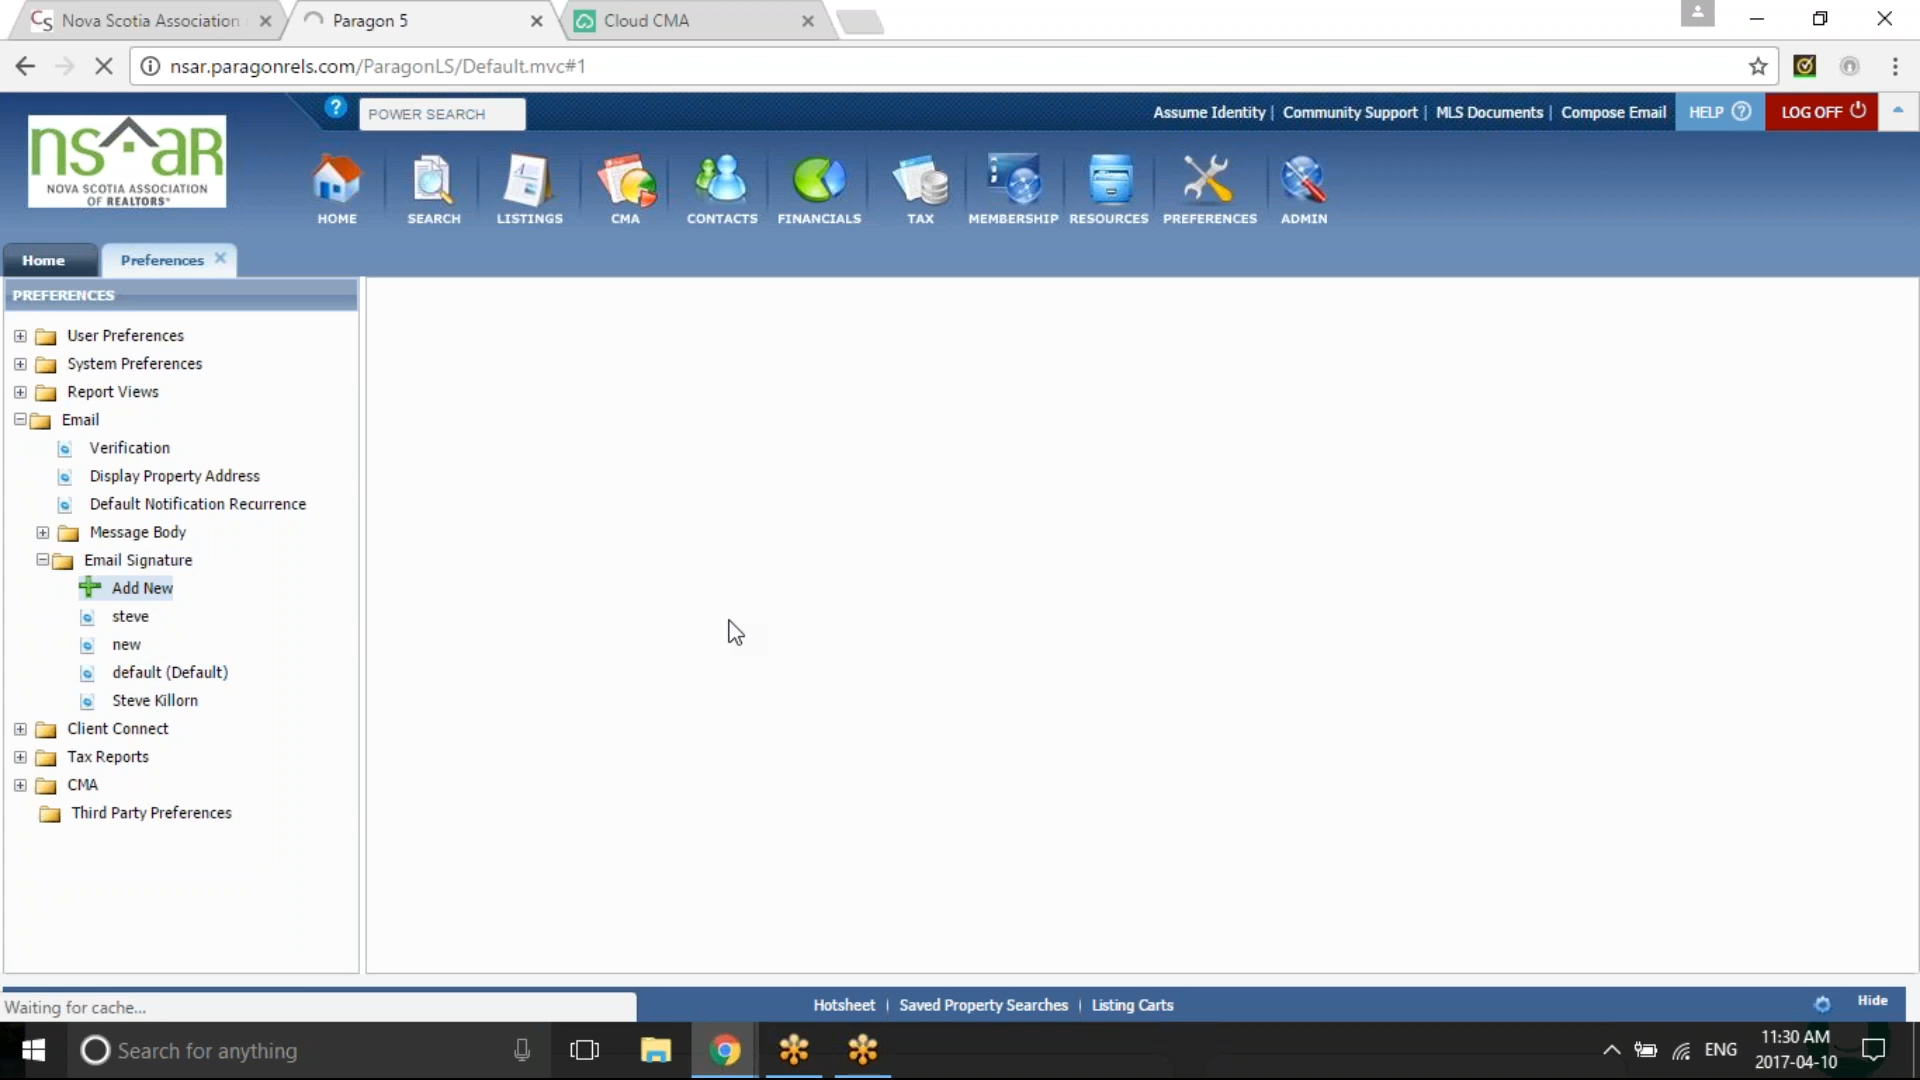 Nova Scotia Association
Paragon 5
Cloud CMA
nsar.paragonrels.com/ParagonLS/Default.mvc#1
POWER SEARCH
Assume Identity | Community Support | MLS Documents | Compose Email
HELP
LOG OFF
nsaR
NOVA SCOTIA ASSOCIATION
OF REALTORS®
HOME
SEARCH
LISTINGS
CMA
CONTACTS
FINANCIALS
TAX
MEMBERSHIP
RESOURCES
PREFERENCES
ADMIN
Home
Preferences
PREFERENCES
User Preferences
System Preferences
Report Views
Email
Verification
Display Property Address
Default Notification Recurrence
Message Body
Email Signature
Add New
steve
new
default (Default)
Steve Killorn
Client Connect
Tax Reports
CMA
Third Party Preferences
Waiting for cache...
Hotsheet | Saved Property Searches | Listing Carts
Hide
Search for anything
ENG
11:30 AM
2017-04-10